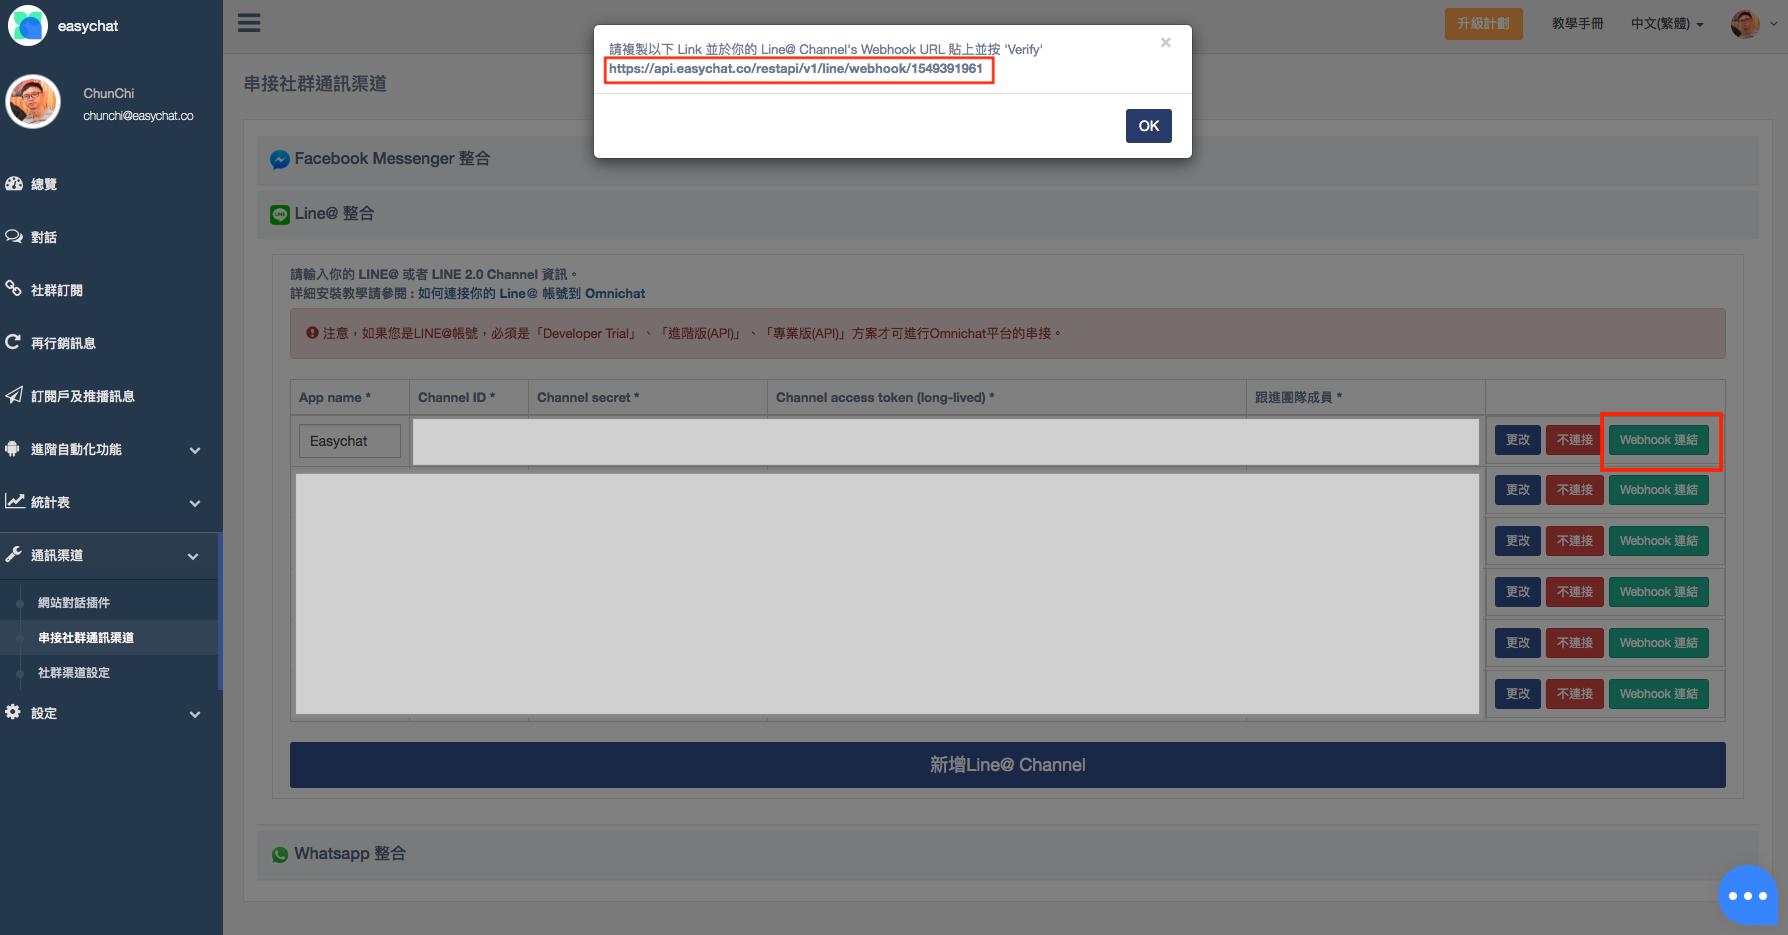 easychat
ChunChi
chunchi@easychat.co
總覽
對話
社群訂閱
再行銷訊息
訂閱戶及推播訊息
進階自動化功能
統計表
通訊渠道
網站對話插件
串接社群通訊渠道
社群渠道設定
設定
升級計劃
教學手冊
中文(繁體)
請複製以下 Link 並於你的 Line@ Channel's Webhook URL 貼上並按 'Verify'
https://api.easychat.co/restapi/v1/line/webhook/1549391961
×
OK
串接社群通訊渠道
Facebook Messenger 整合
LINE
Line@ 整合
請輸入你的 LINE@ 或者 LINE 2.0 Channel 資訊。
詳細安裝教學請參閱 : 如何連接你的 Line@ 帳號到 Omnichat
注意，如果您是LINE@帳號，必須是「Developer Trial」、「進階版(API)」、「專業版(API)」方案才可進行Omnichat平台的串接。
App name * Channel ID * Channel secret * Channel access token (long-lived) * 跟進團隊成員 *
Easychat 更改 不連接 Webhook 連結
更改 不連接 Webhook 連結
更改 不連接 Webhook 連結
更改 不連接 Webhook 連結
更改 不連接 Webhook 連結
更改 不連接 Webhook 連結
新增Line@ Channel
Whatsapp 整合